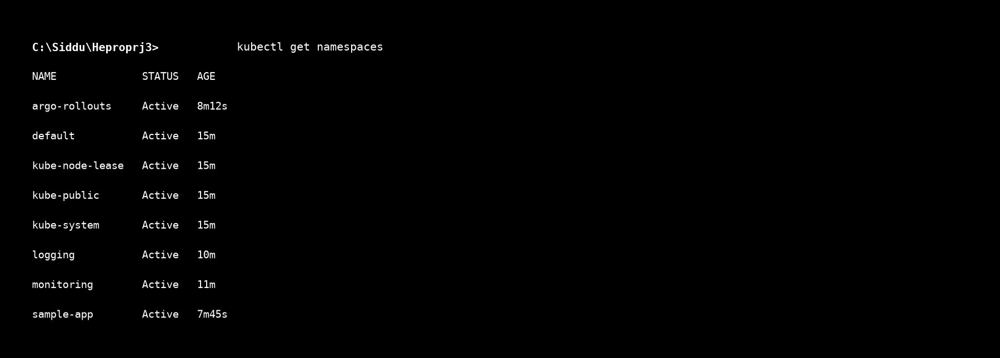 C:\Siddu\Heproprj3> kubectl get namespaces
NAME STATUS AGE
argo-rollouts Active 8m12s
default Active 15m
kube-node-lease Active 15m
kube-public Active 15m
kube-system Active 15m
logging Active 10m
monitoring Active 11m
sample-app Active 7m45s